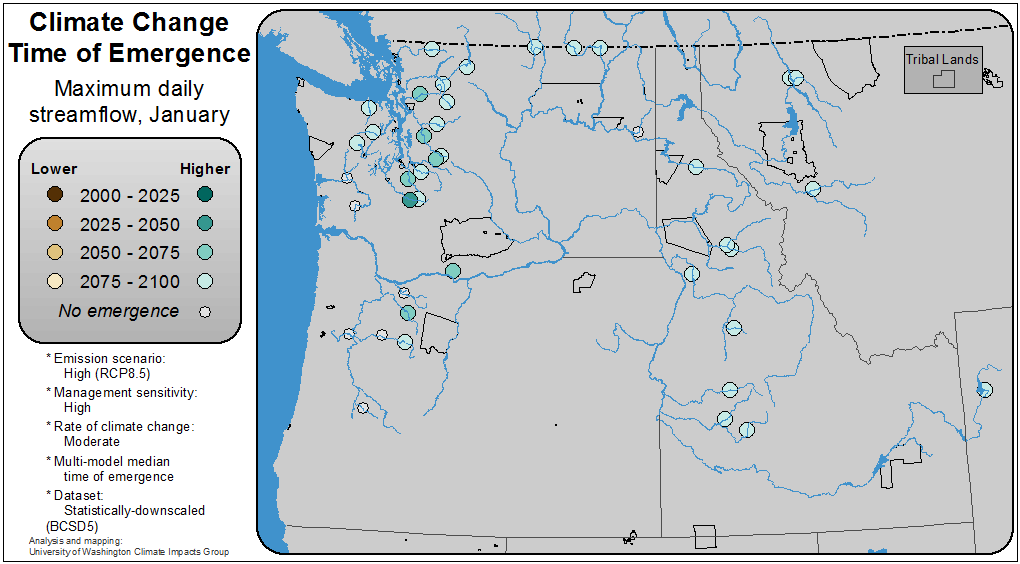 Climate Change
Time of Emergence
Maximum daily
streamflow, January
Lower Higher
2000 - 2025
2025 - 2050
2050 - 2075
2075 - 2100
No emergence
* Emission scenario:
High (RCP8.5)
* Management sensitivity:
High
* Rate of climate change:
Moderate
* Multi-model median
time of emergence
* Dataset:
Statistically-downscaled
(BCSD5)
Analysis and mapping:
University of Washington Climate Impacts Group
Tribal Lands